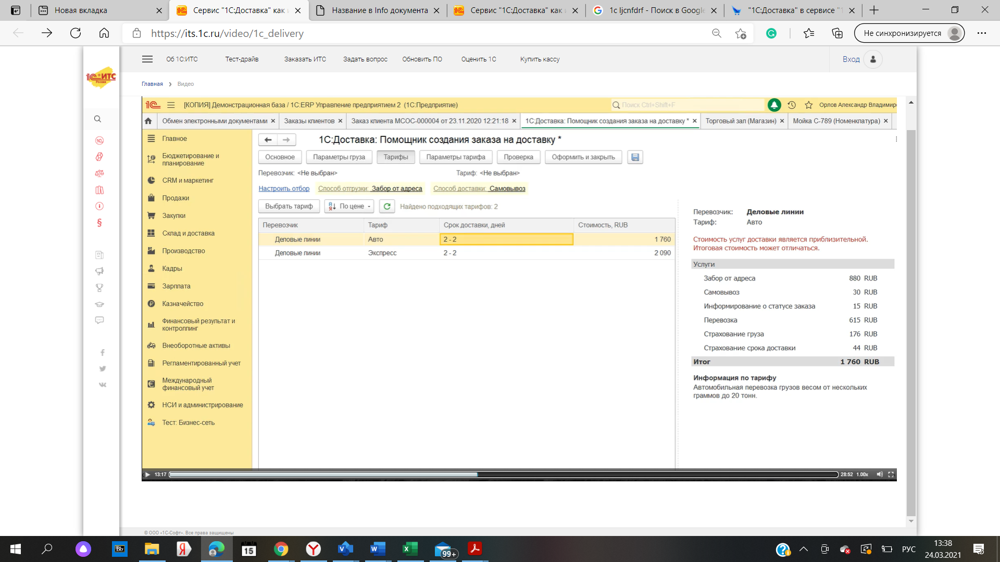 Новая вкладка
Сервис "1С:Доставка" как
Название в Info документа
Сервис "1С:Доставка" как
1c ljcnfdrf - Поиск в Google
"1С:Доставка" в сервисе "1
https://its.1c.ru/video/1c_delivery
Не синхронизируется
Об 1С:ИТС
Тест-драйв
Заказать ИТС
Задать вопрос
Обновить ПО
Оценить 1С
Купить кассу
Вход
1С ИТС
Россия
Главная
Видео
[КОПИЯ] Демонстрационная база / 1С:ERP Управление предприятием 2 (1С:Предприятие)
Поиск Ctrl+Shift+F
Орлов Александр Владимир
Обмен электронными документами
Заказы клиентов
Заказ клиента МСОС-000004 от 23.11.2020 12:21:18
1С:Доставка: Помощник создания заказа на доставку *
Торговый зал (Магазин)
Мойка С-789 (Номенклатура)
Главное
Бюджетирование и
планирование
CRM и маркетинг
Продажи
Закупки
Склад и доставка
Производство
Кадры
Зарплата
Казначейство
Финансовый результат и
контроллинг
Внеоборотные активы
Регламентированный учет
Международный
финансовый учет
НСИ и администрирование
Тест: Бизнес-сеть
1С:Доставка: Помощник создания заказа на доставку *
Основное
Параметры груза
Тарифы
Параметры тарифа
Проверка
Оформить и закрыть
Перевозчик: <Не выбран>
Тариф: <Не выбран>
Настроить отбор
Способ отгрузки: Забор от адреса
Способ доставки: Самовывоз
Выбрать тариф
По цене
Найдено подходящих тарифов: 2
Перевозчик Тариф Срок доставки, дней Стоимость, RUB
Деловые линии Авто 2 - 2 1 760
Деловые линии Экспресс 2 - 2 2 090
Перевозчик: Деловые линии
Тариф: Авто
Стоимость услуг доставки является приблизительной.
Итоговая стоимость может отличаться.
Услуги
Забор от адреса 880 RUB
Самовывоз 30 RUB
Информирование о статусе заказа 15 RUB
Перевозка 615 RUB
Страхование груза 176 RUB
Страхование срока доставки 44 RUB
Итог 1 760 RUB
Информация по тарифу
Автомобильная перевозка грузов весом от нескольких
граммов до 20 тонн.
13:17
28:52 1.00x
© ООО «1С-Софт». Все права защищены
Bb
15
99+
РУС
13:38
24.03.2021